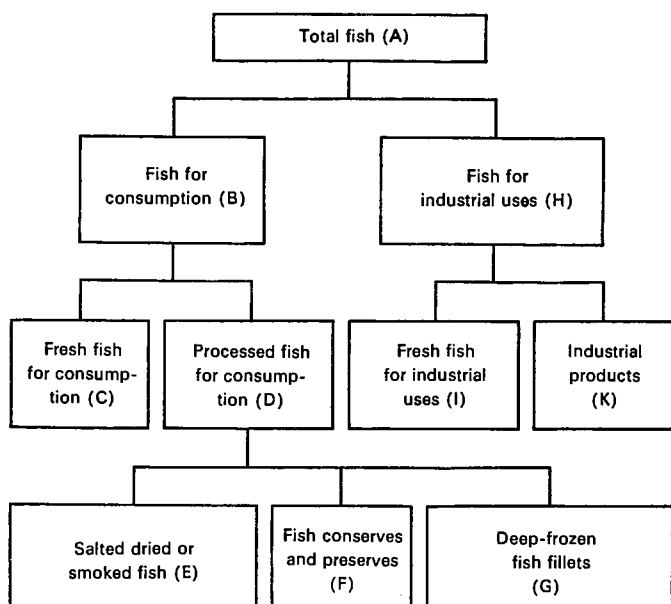 Total fish (A)
Fish for
consumption (B)
Fish for
industrial uses (H)
Fresh fish
for consump-
tion (C)
Processed fish
for consump-
tion (D)
Fresh fish
for industrial
uses (I)
Industrial
products
(K)
Salted dried or
smoked fish (E)
Fish conserves
and preserves
(F)
Deep-frozen
fish fillets
(G)